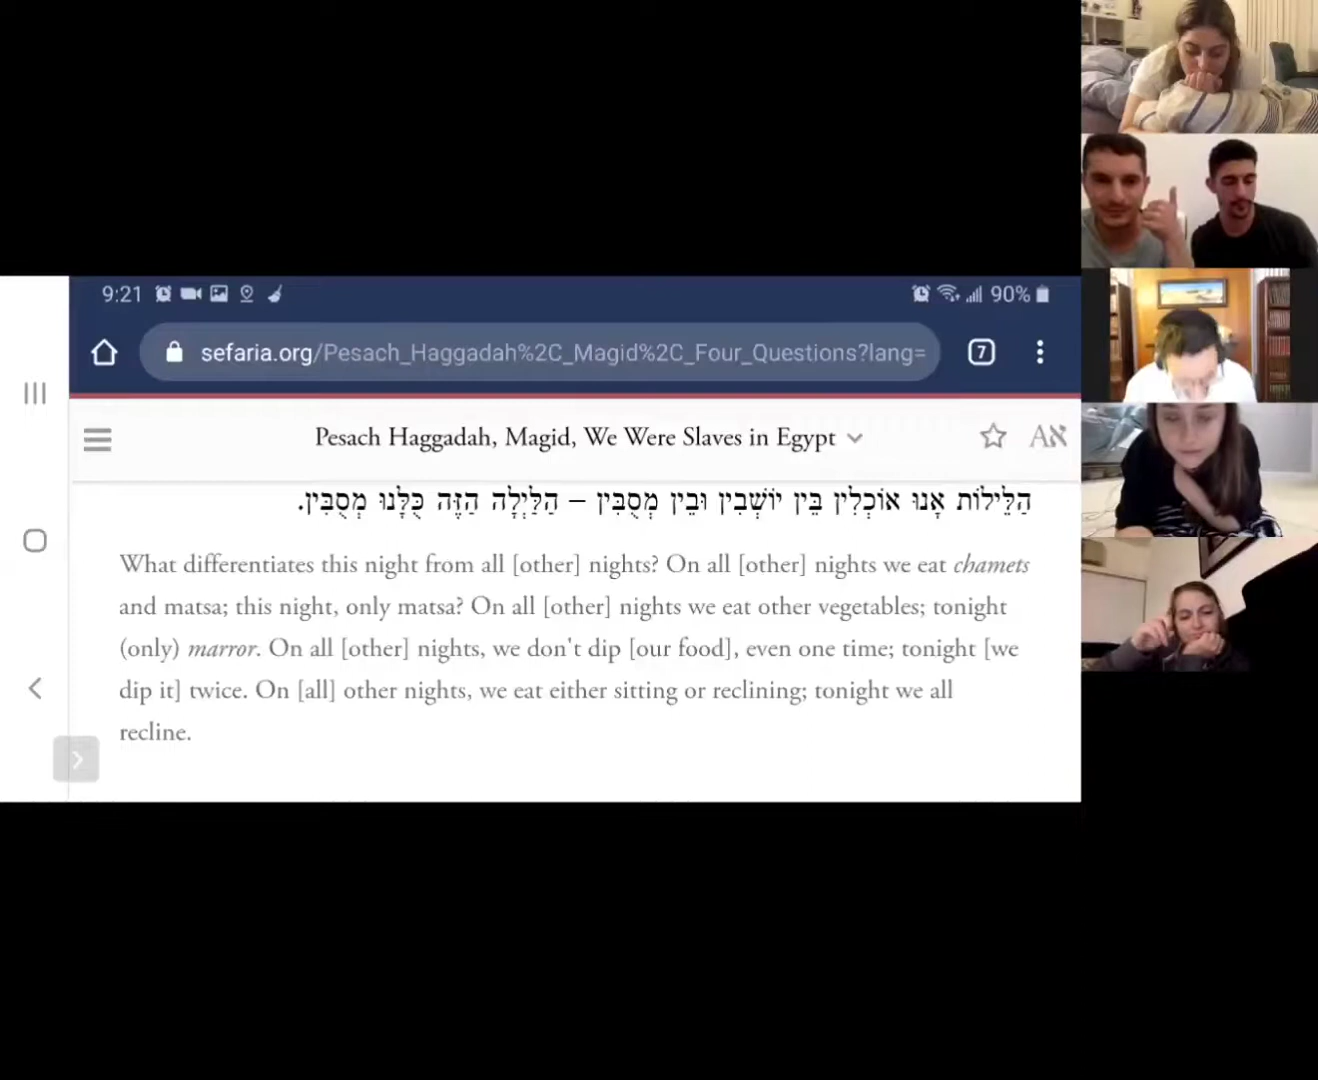 9:21 90%
sefaria.org/Pesach_Haggadah%2C_Magid%2C_Four_Questions?lang= 7
Pesach Haggadah, Magid, We Were Slaves in Egypt Aא
הַלֵּילוֹת אָנוּ אוֹכְלִין בֵּין יוֹשְׁבִין וּבֵין מְסֻבִּין – הַלַּיְלָה הַזֶּה כֻּלָּנוּ מְסֻבִּין.
What differentiates this night from all [other] nights? On all [other] nights we eat chamets
and matsa; this night, only matsa? On all [other] nights we eat other vegetables; tonight
(only) marror. On all [other] nights, we don't dip [our food], even one time; tonight [we
dip it] twice. On [all] other nights, we eat either sitting or reclining; tonight we all
recline.